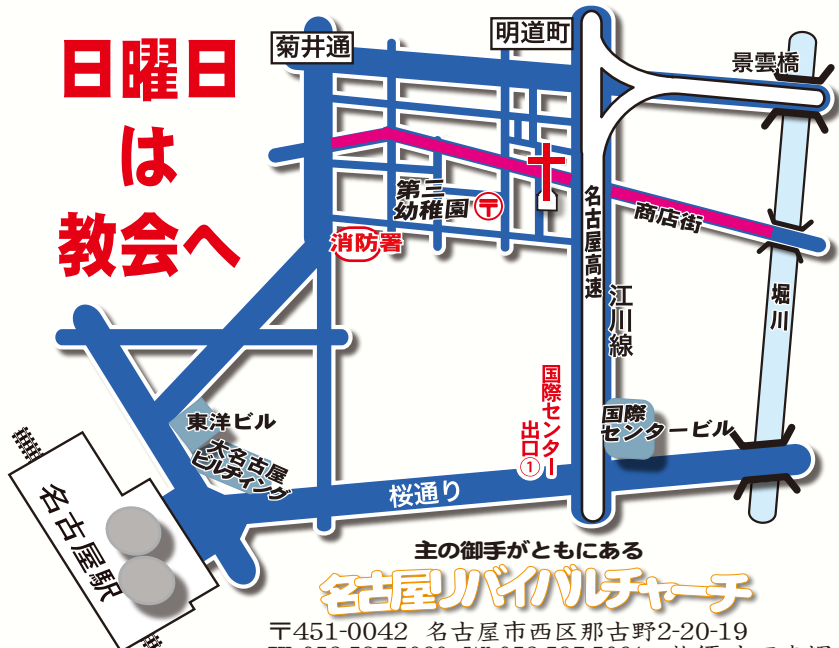 日曜日
は
教会へ
菊井通
明道町
景雲橋
第三
幼稚園
〒
消防署
商店街
名古屋高速
江川線
堀川
国際センター
出口①
国際
センタービル
東洋ビル
大名古屋
ビルディング
桜通り
名古屋駅
主の御手がともにある
名古屋リバイバルチャーチ
〒451-0042 名古屋市西区那古野2-20-19